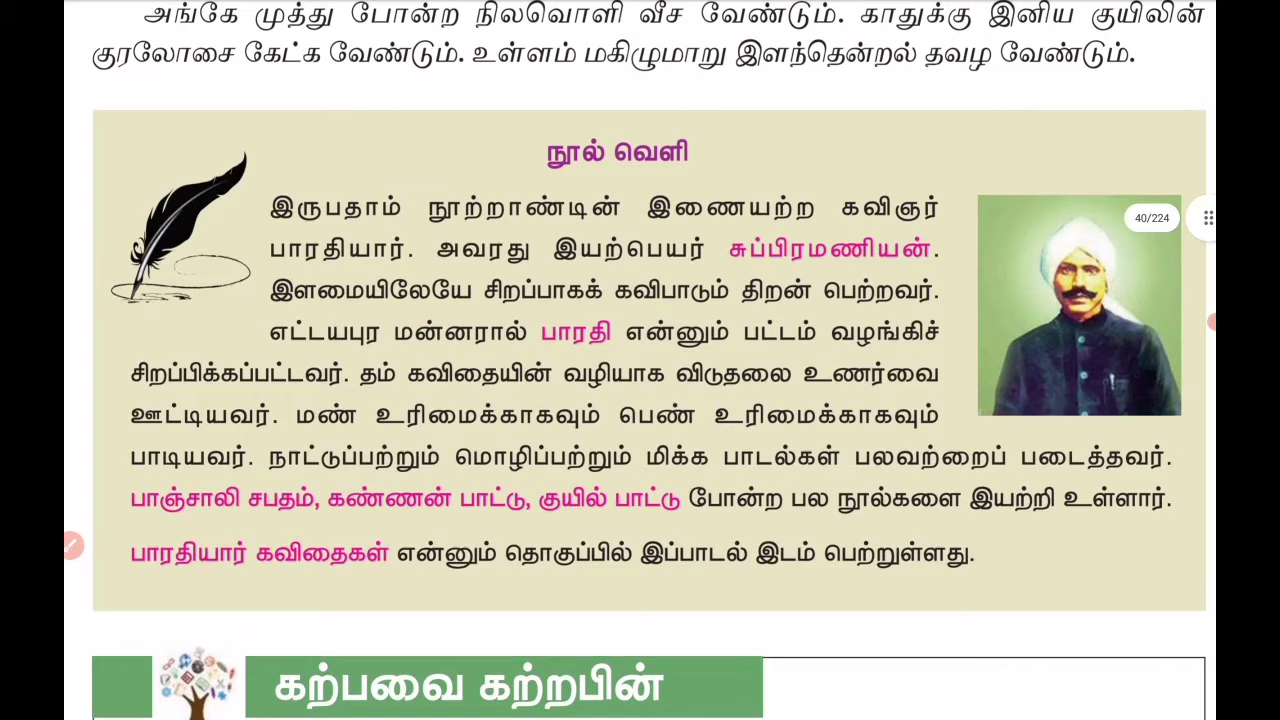 அங்கே முத்து போன்ற நிலவொளி வீச வேண்டும். காதுக்கு இனிய குயிலின்
குரலோசை கேட்க வேண்டும். உள்ளம் மகிழுமாறு இளந்தென்றல் தவழ வேண்டும்.
நூல் வெளி
இருபதாம் நூற்றாண்டின் இணையற்ற கவிஞர்
பாரதியார். அவரது இயற்பெயர் சுப்பிரமணியன்.
இளமையிலேயே சிறப்பாகக் கவிபாடும் திறன் பெற்றவர்.
எட்டயபுர மன்னரால் பாரதி என்னும் பட்டம் வழங்கிச்
சிறப்பிக்கப்பட்டவர். தம் கவிதையின் வழியாக விடுதலை உணர்வை
ஊட்டியவர். மண் உரிமைக்காகவும் பெண் உரிமைக்காகவும்
பாடியவர். நாட்டுப்பற்றும் மொழிப்பற்றும் மிக்க பாடல்கள் பலவற்றைப் படைத்தவர்.
பாஞ்சாலி சபதம், கண்ணன் பாட்டு, குயில் பாட்டு போன்ற பல நூல்களை இயற்றி உள்ளார்.
பாரதியார் கவிதைகள் என்னும் தொகுப்பில் இப்பாடல் இடம் பெற்றுள்ளது.
40/224
கற்பவை கற்றபின்